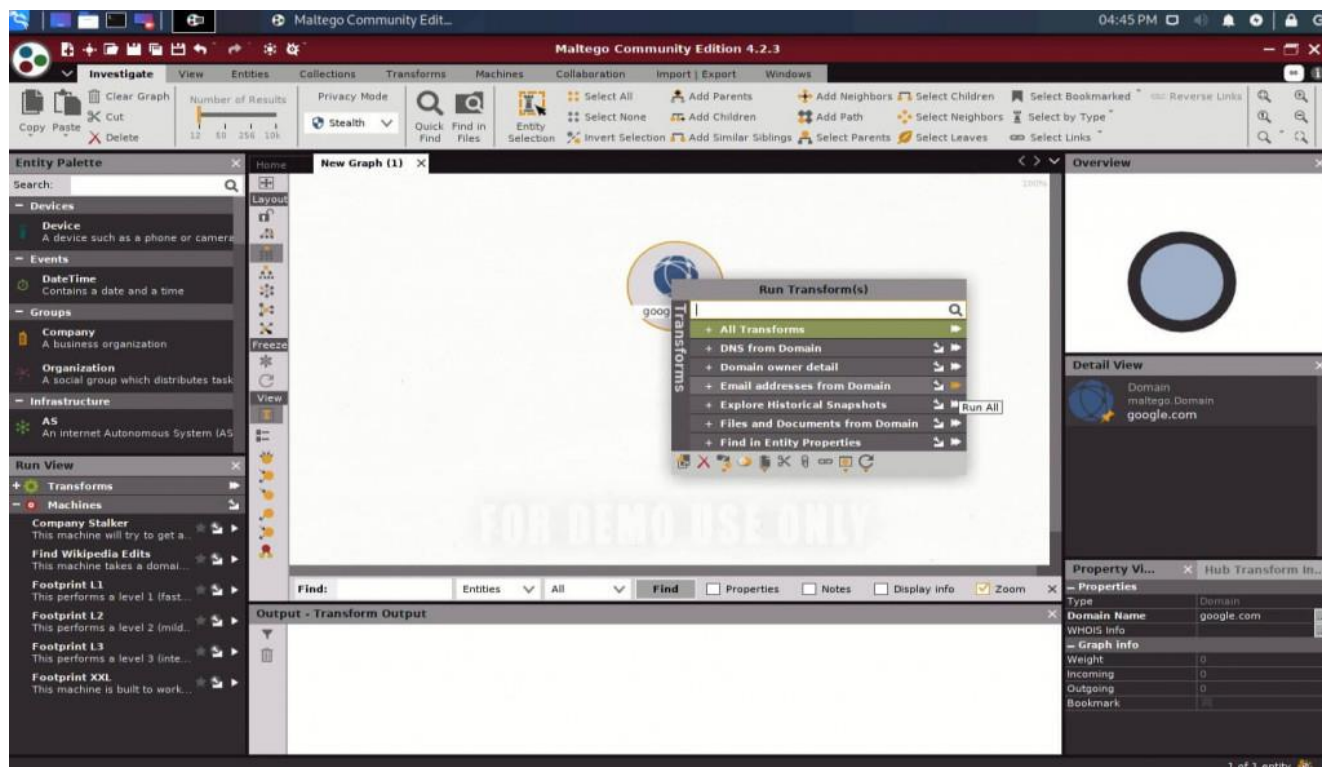 Maltego Community Edit...
04:45 PM
Maltego Community Edition 4.2.3
Investigate View Entities Collections Transforms Machines Collaboration Import | Export Windows
Copy Paste
Clear Graph
Cut
Delete
Number of Results
12 50 256 10k
Privacy Mode
Stealth
Quick Find
Find in Files
Entity Selection
Select All
Select None
Invert Selection
Add Parents
Add Children
Add Similar Siblings
Add Neighbors
Add Path
Select Parents
Select Children
Select Neighbors
Select Leaves
Select Bookmarked
Select by Type
Select Links
Reverse Links
Entity Palette
Search:
Devices
Device
A device such as a phone or camera
Events
DateTime
Contains a date and a time
Groups
Company
A business organization
Organization
A social group which distributes task
Infrastructure
AS
An internet Autonomous System (AS
Run View
Transforms
Machines
Company Stalker
This machine will try to get a...
Find Wikipedia Edits
This machine takes a domai...
Footprint L1
This performs a level 1 (fast...
Footprint L2
This performs a level 2 (mild...
Footprint L3
This performs a level 3 (inte...
Footprint XXL
This machine is built to work...
Home New Graph (1)
Layout
Freeze
View
100%
goog
Run Transform(s)
Transforms
+ All Transforms
+ DNS from Domain
+ Domain owner detail
+ Email addresses from Domain
+ Explore Historical Snapshots
+ Files and Documents from Domain
+ Find in Entity Properties
Run All
FOR DEMO USE ONLY
Find: Entities All Find Properties Notes Display info Zoom
Output - Transform Output
Overview
Detail View
Domain
maltego.Domain
google.com
Property Vi... Hub Transform In...
Properties
Type Domain
Domain Name google.com
WHOIS Info
Graph info
Weight 0
Incoming 0
Outgoing 0
Bookmark
1 of 1 entity